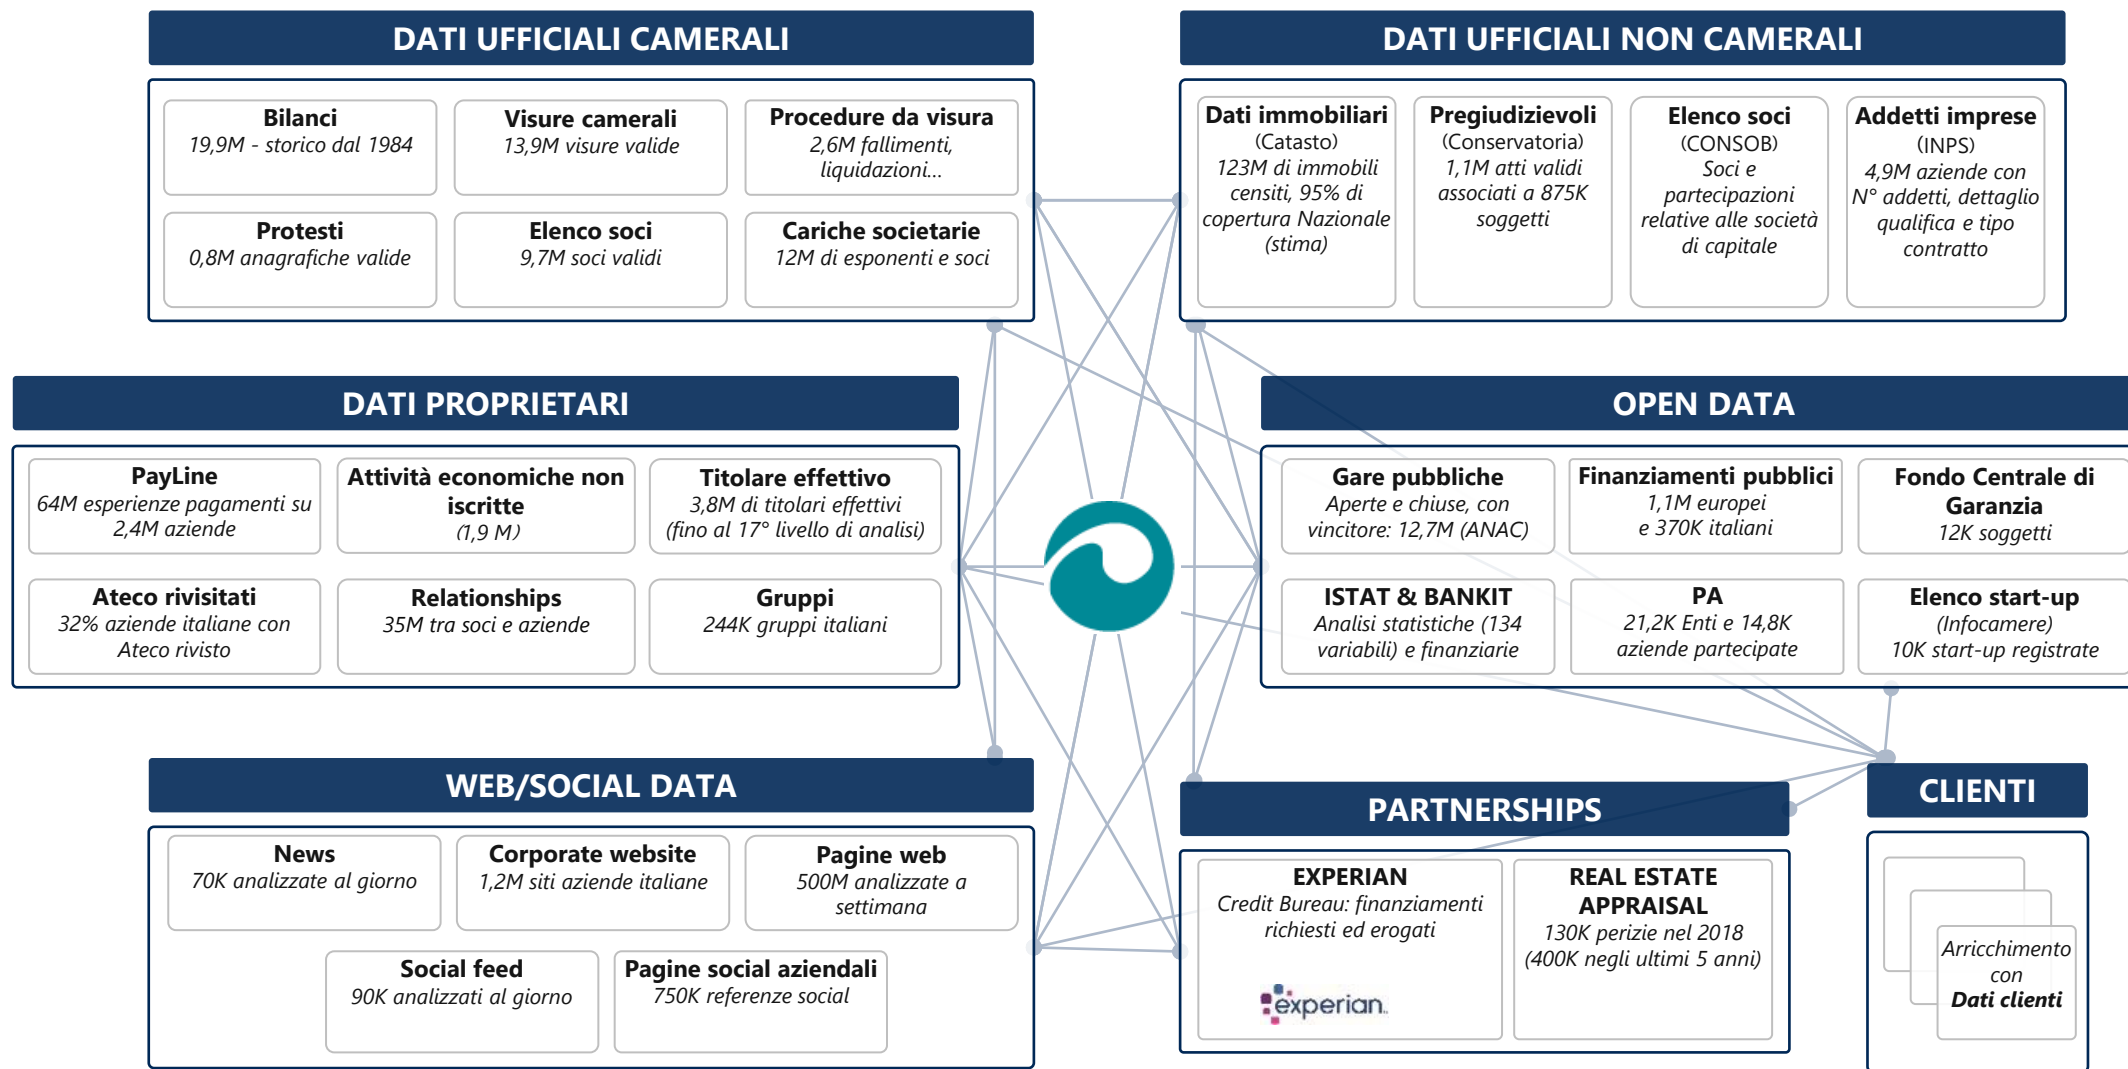 DATI UFFICIALI CAMERALI
Bilanci
19,9M - storico dal 1984
Visure camerali
13,9M visure valide
Procedure da visura
2,6M fallimenti,
liquidazioni...
Protesti
0,8M anagrafiche valide
Elenco soci
9,7M soci validi
Cariche societarie
12M di esponenti e soci
DATI UFFICIALI NON CAMERALI
Dati immobiliari
(Catasto)
123M di immobili
censiti, 95% di
copertura Nazionale
(stima)
Pregiudizievoli
(Conservatoria)
1,1M atti validi
associati a 875K
soggetti
Elenco soci
(CONSOB)
Soci e
partecipazioni
relative alle società
di capitale
Addetti imprese
(INPS)
4,9M aziende con
N° addetti, dettaglio
qualifica e tipo
contratto
DATI PROPRIETARI
PayLine
64M esperienze pagamenti su
2,4M aziende
Attività economiche non
iscritte
(1,9 M)
Titolare effettivo
3,8M di titolari effettivi
(fino al 17° livello di analisi)
Ateco rivisitati
32% aziende italiane con
Ateco rivisto
Relationships
35M tra soci e aziende
Gruppi
244K gruppi italiani
OPEN DATA
Gare pubbliche
Aperte e chiuse, con
vincitore: 12,7M (ANAC)
Finanziamenti pubblici
1,1M europei
e 370K italiani
Fondo Centrale di
Garanzia
12K soggetti
ISTAT & BANKIT
Analisi statistiche (134
variabili) e finanziarie
PA
21,2K Enti e 14,8K
aziende partecipate
Elenco start-up
(Infocamere)
10K start-up registrate
WEB/SOCIAL DATA
News
70K analizzate al giorno
Corporate website
1,2M siti aziende italiane
Pagine web
500M analizzate a
settimana
Social feed
90K analizzati al giorno
Pagine social aziendali
750K referenze social
PARTNERSHIPS
EXPERIAN
Credit Bureau: finanziamenti
richiesti ed erogati
experian.
REAL ESTATE
APPRAISAL
130K perizie nel 2018
(400K negli ultimi 5 anni)
CLIENTI
Arricchimento
con
Dati clienti